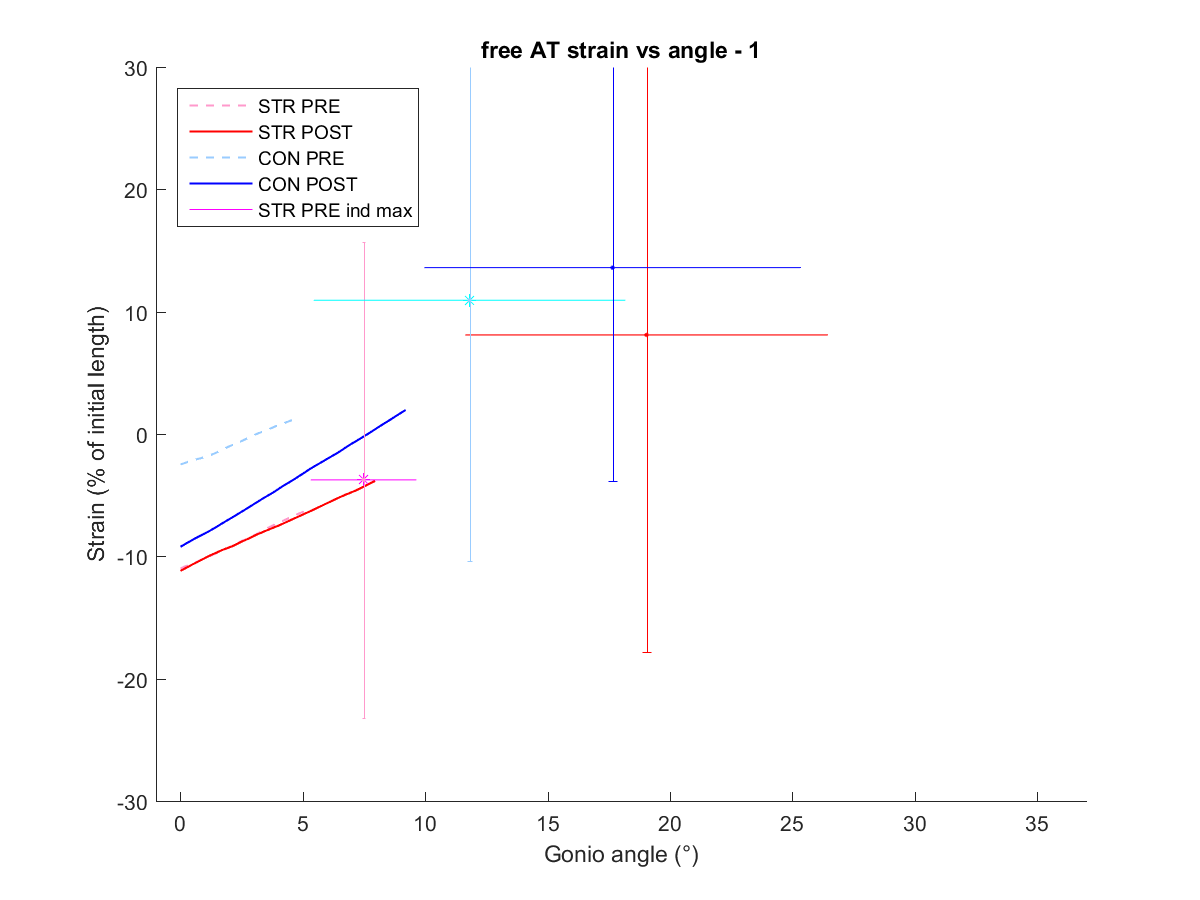 free AT strain vs angle - 1
30
20
10
0
-10
-20
-30
Strain (% of initial length)
STR PRE
STR POST
CON PRE
CON POST
STR PRE ind max
0 5 10 15 20 25 30 35
Gonio angle (°)